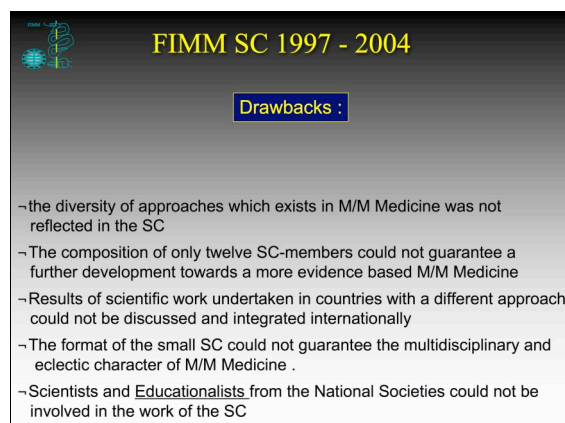 FIMM
FIMM SC 1997 - 2004
Drawbacks :
¬the diversity of approaches which exists in M/M Medicine was not
reflected in the SC
¬The composition of only twelve SC-members could not guarantee a
further development towards a more evidence based M/M Medicine
¬Results of scientific work undertaken in countries with a different approach
could not be discussed and integrated internationally
¬The format of the small SC could not guarantee the multidisciplinary and
eclectic character of M/M Medicine .
¬Scientists and Educationalists from the National Societies could not be
involved in the work of the SC